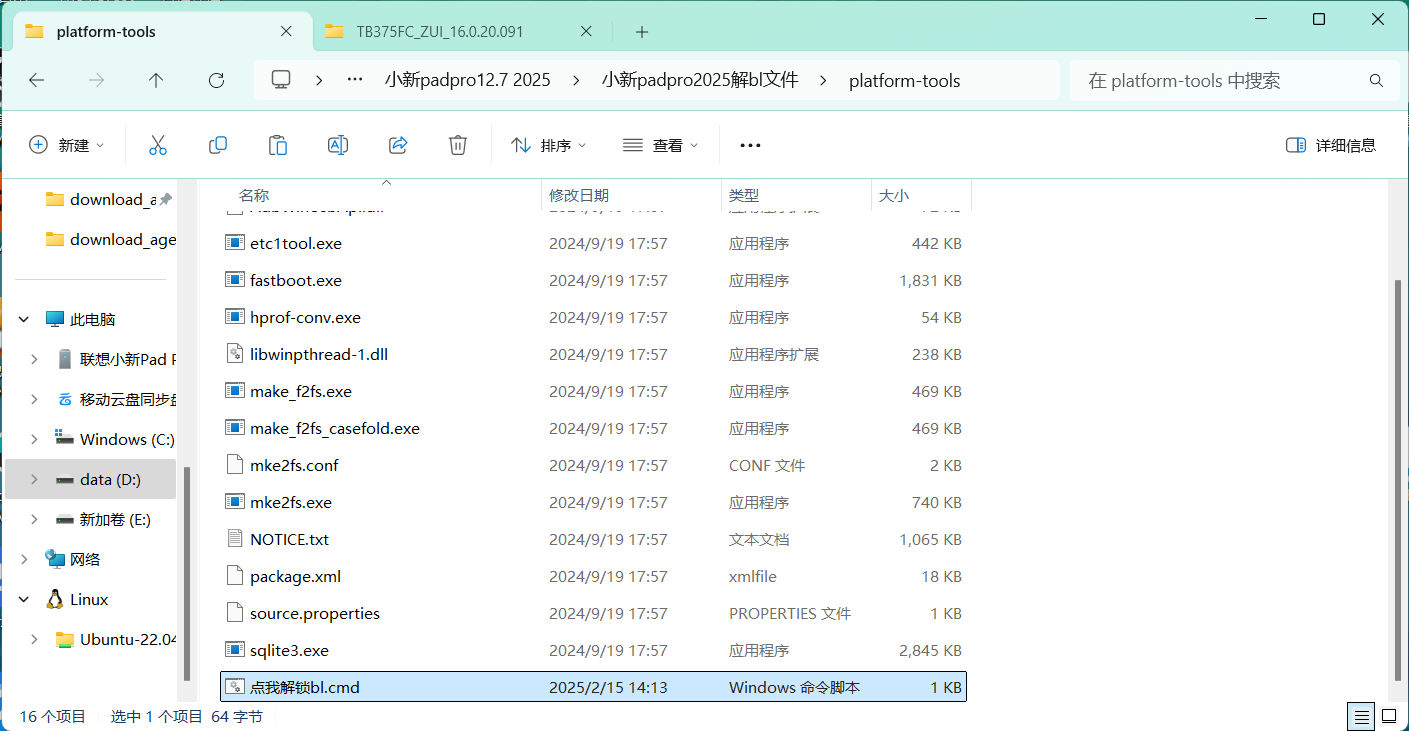 platform-tools
TB375FC_ZUI_16.0.20.091
小新padpro12.7 2025
小新padpro2025解bl文件
platform-tools
在 platform-tools 中搜索
新建
排序
查看
详细信息
download_a
download_age
此电脑
联想小新Pad P
移动云盘同步盘
Windows (C:)
data (D:)
新加卷 (E:)
网络
Linux
Ubuntu-22.04
名称 修改日期 类型 大小
etc1tool.exe 2024/9/19 17:57 应用程序 442 KB
fastboot.exe 2024/9/19 17:57 应用程序 1,831 KB
hprof-conv.exe 2024/9/19 17:57 应用程序 54 KB
libwinpthread-1.dll 2024/9/19 17:57 应用程序扩展 238 KB
make_f2fs.exe 2024/9/19 17:57 应用程序 469 KB
make_f2fs_casefold.exe 2024/9/19 17:57 应用程序 469 KB
mke2fs.conf 2024/9/19 17:57 CONF 文件 2 KB
mke2fs.exe 2024/9/19 17:57 应用程序 740 KB
NOTICE.txt 2024/9/19 17:57 文本文档 1,065 KB
package.xml 2024/9/19 17:57 xmlfile 18 KB
source.properties 2024/9/19 17:57 PROPERTIES 文件 1 KB
sqlite3.exe 2024/9/19 17:57 应用程序 2,845 KB
点我解锁bl.cmd 2025/2/15 14:13 Windows 命令脚本 1 KB
16 个项目 选中 1 个项目 64 字节